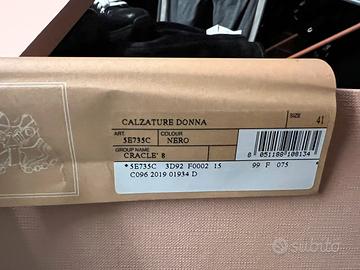 CALZATURE DONNA
SIZE
ART. COLOUR 41
5E735C NERO
GROUP NAME
CRACLE' 8
8 051188 108134
*5E735C 3D92 F0002 15 99 F 075 *
C096 2019 01934 D
subito